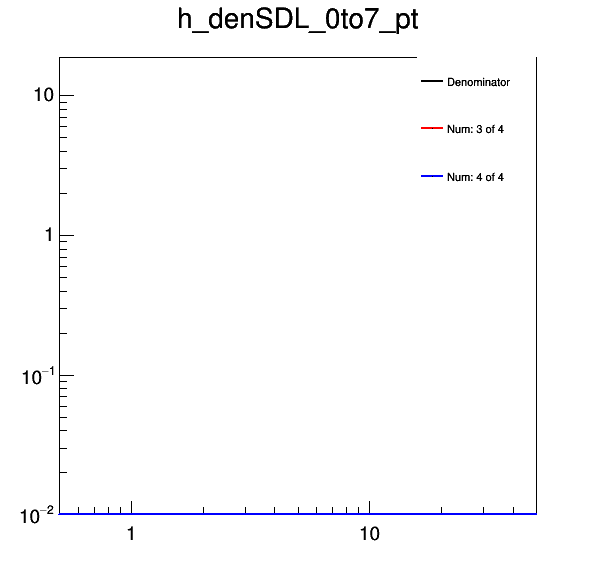 h_denSDL_0to7_pt
Denominator
Num: 3 of 4
Num: 4 of 4
10
1
10⁻¹
10⁻²
1
10